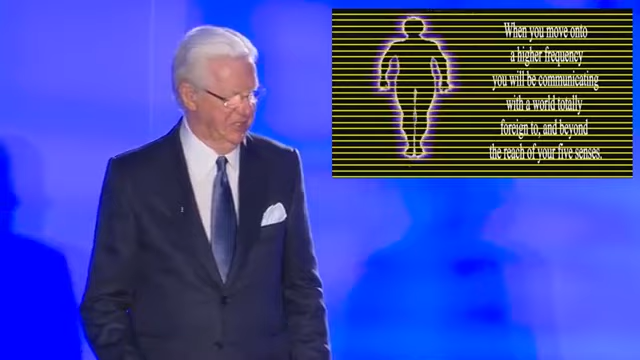 When you move onto
a higher frequency
you will be communicating
with a world totally
foreign to, and beyond
the reach of your five senses.